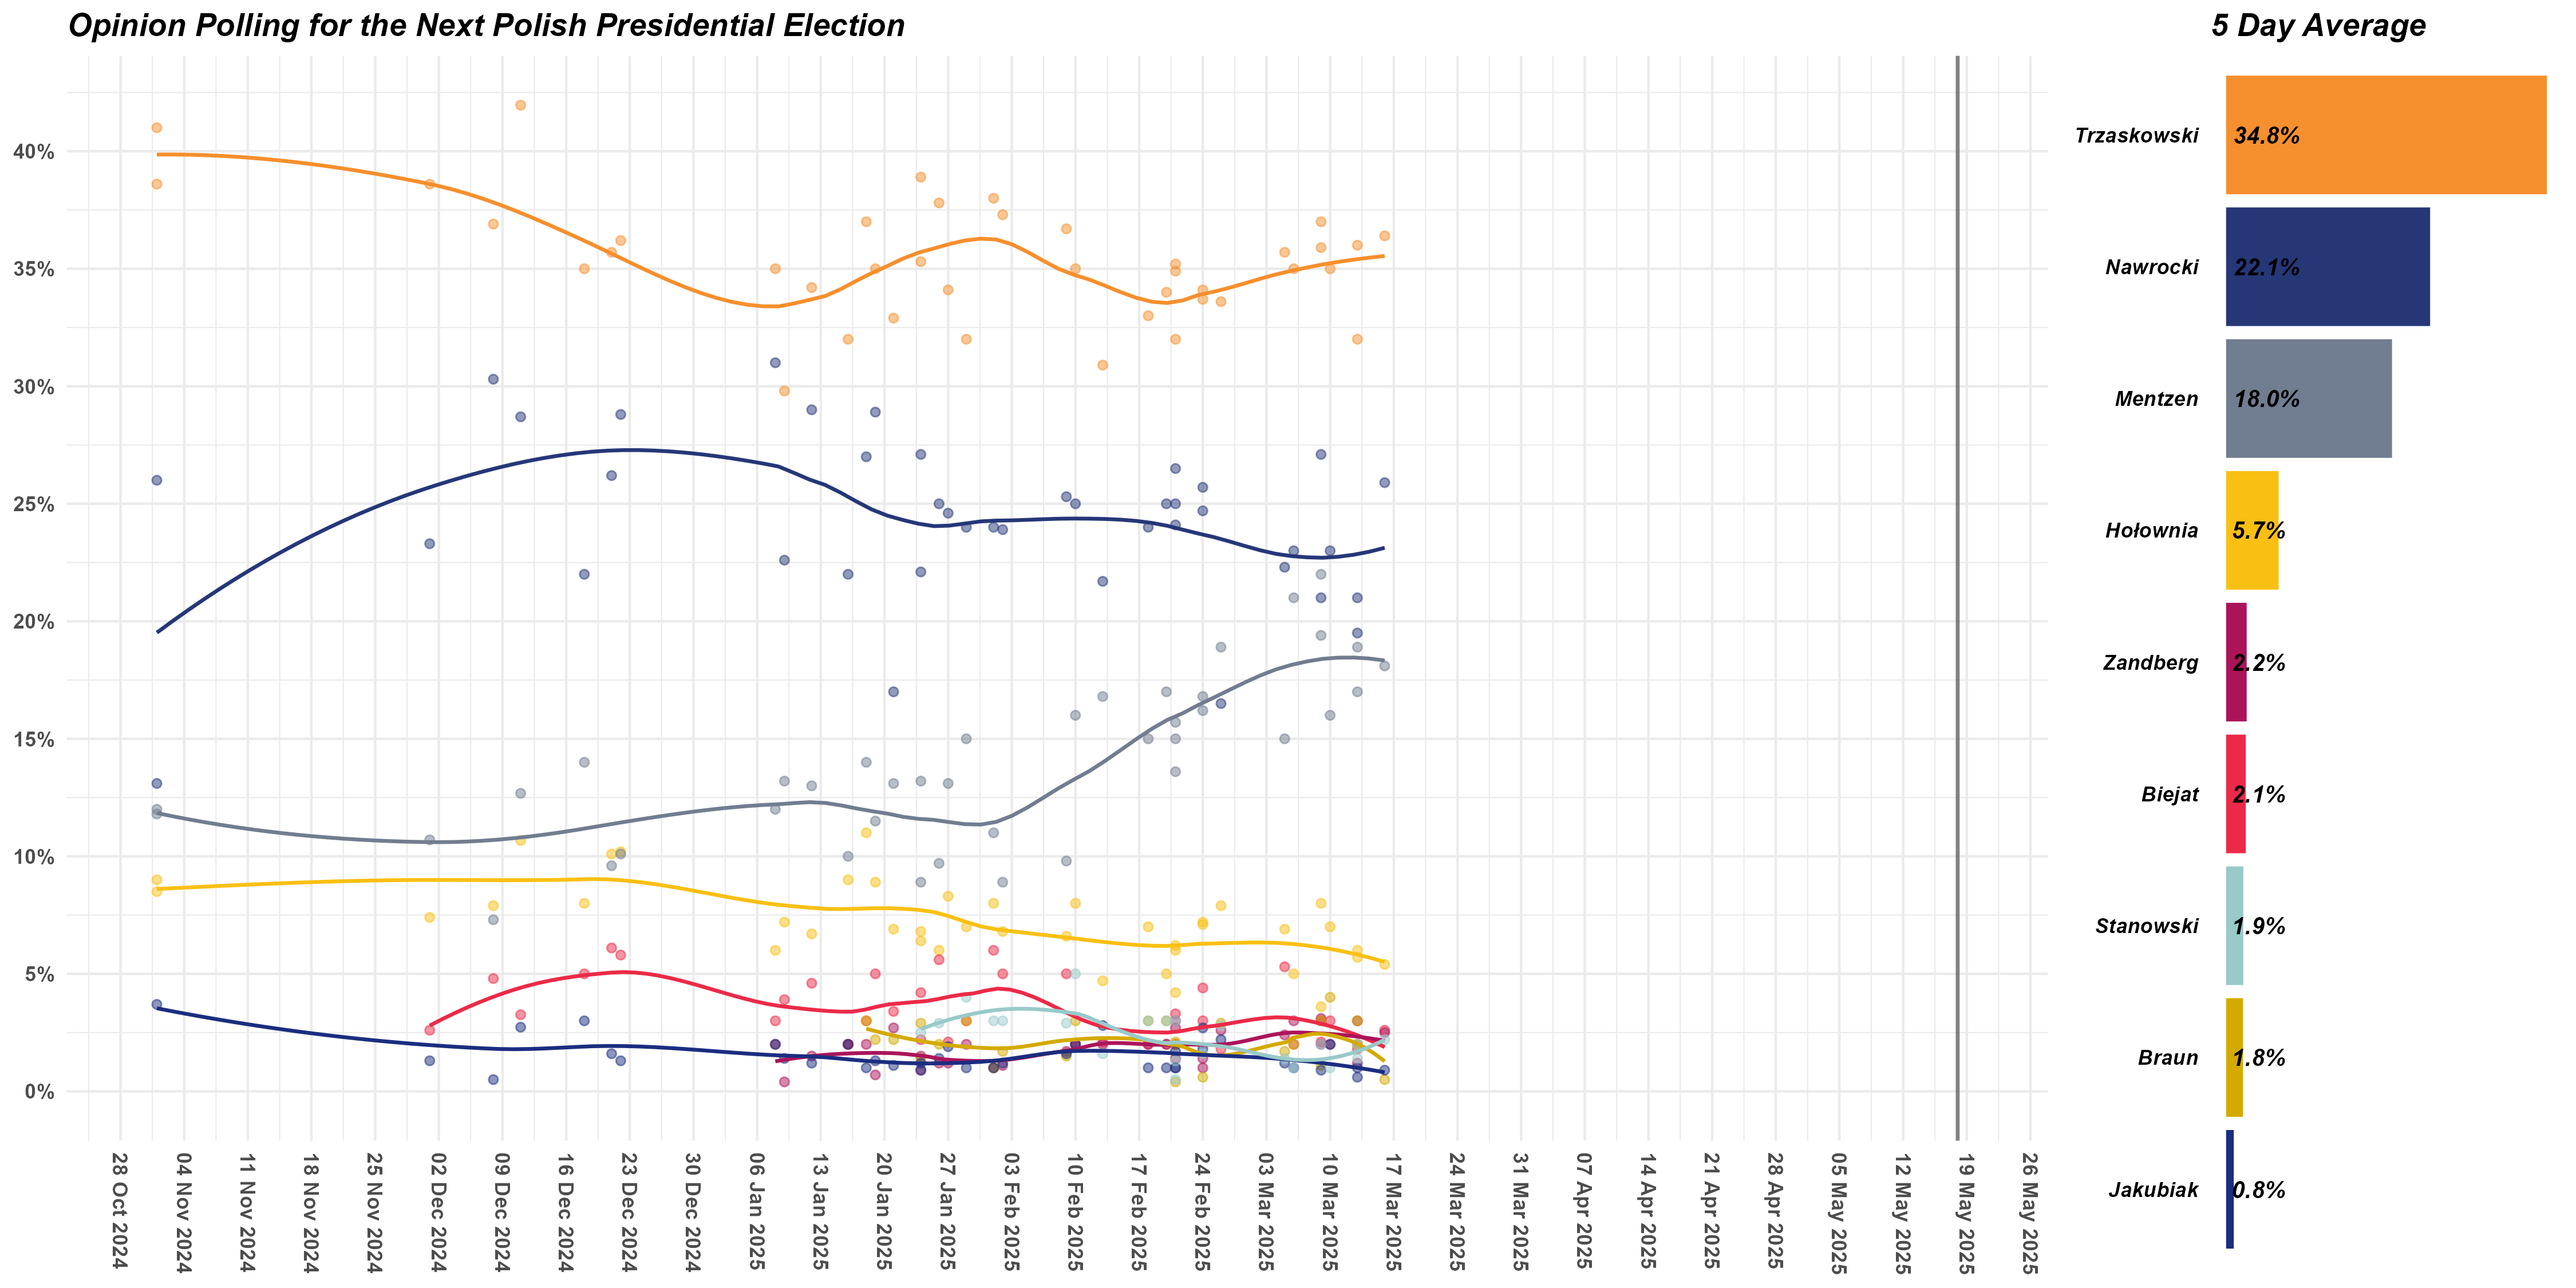 Opinion Polling for the Next Polish Presidential Election
5 Day Average
40%
35%
30%
25%
20%
15%
10%
5%
0%
28 Oct 2024
04 Nov 2024
11 Nov 2024
18 Nov 2024
25 Nov 2024
02 Dec 2024
09 Dec 2024
16 Dec 2024
23 Dec 2024
30 Dec 2024
06 Jan 2025
13 Jan 2025
20 Jan 2025
27 Jan 2025
03 Feb 2025
10 Feb 2025
17 Feb 2025
24 Feb 2025
03 Mar 2025
10 Mar 2025
17 Mar 2025
24 Mar 2025
31 Mar 2025
07 Apr 2025
14 Apr 2025
21 Apr 2025
28 Apr 2025
05 May 2025
12 May 2025
19 May 2025
26 May 2025
Trzaskowski 34.8%
Nawrocki 22.1%
Mentzen 18.0%
Hołownia 5.7%
Zandberg 2.2%
Biejat 2.1%
Stanowski 1.9%
Braun 1.8%
Jakubiak 0.8%